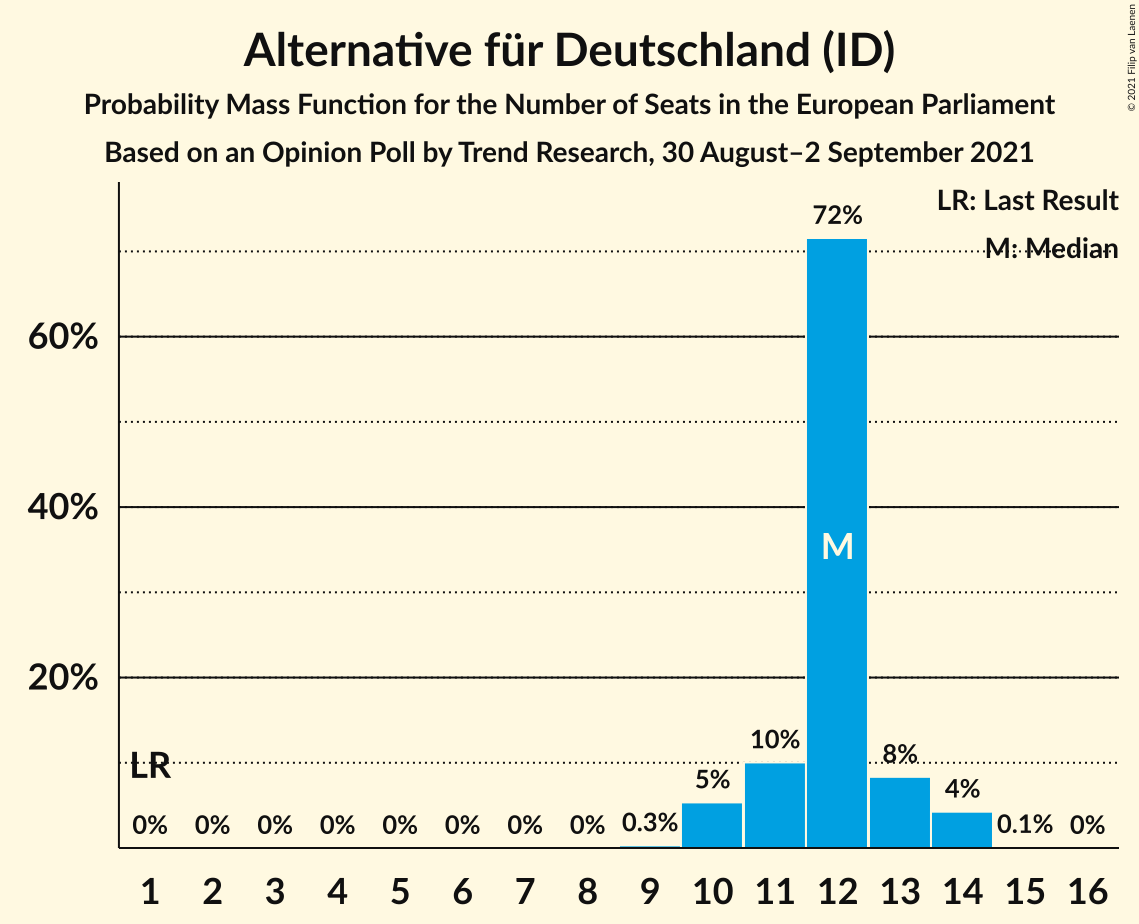 Alternative für Deutschland (ID)
Probability Mass Function for the Number of Seats in the European Parliament
Based on an Opinion Poll by Trend Research, 30 August–2 September 2021
© 2021 Filip van Laenen
LR: Last Result
M: Median
72%
60%
40%
M
20%
LR
10%
8%
5%
4%
0% 0% 0% 0% 0% 0% 0% 0% 0.3% 0.1% 0%
1 2 3 4 5 6 7 8 9 10 11 12 13 14 15 16